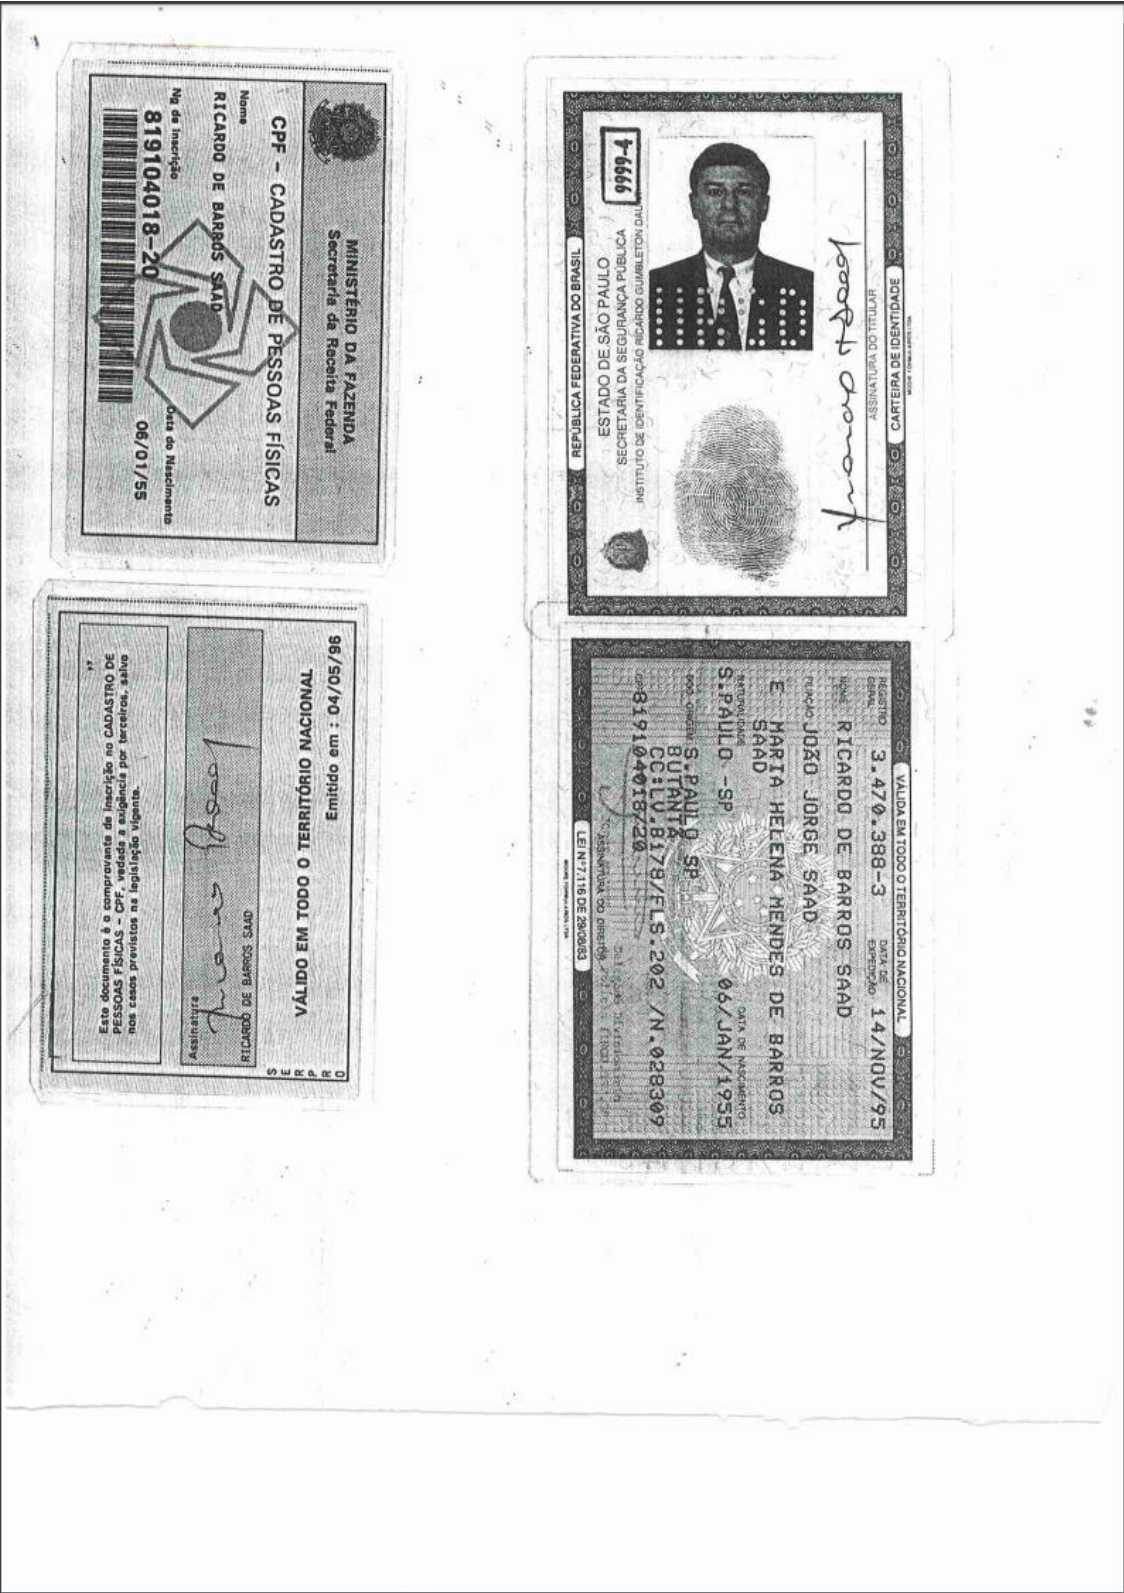 MINISTÉRIO DA FAZENDA
Secretaria da Receita Federal
CPF - CADASTRO DE PESSOAS FÍSICAS
Nome
RICARDO DE BARROS SAAD
Nº de Inscrição
819104018-20
Data do Nascimento
06/01/55
Emitido em : 04/05/96
VÁLIDO EM TODO O TERRITÓRIO NACIONAL
SERPRO
RICARDO DE BARROS SAAD
Assinatura
Este documento é o comprovante de inscrição no CADASTRO DE
PESSOAS FÍSICAS - CPF, vedada a exigência por terceiros, salvo
nos casos previstos na legislação vigente.
REPÚBLICA FEDERATIVA DO BRASIL
ESTADO DE SÃO PAULO
SECRETARIA DA SEGURANÇA PÚBLICA
INSTITUTO DE IDENTIFICAÇÃO RICARDO GUMBLETON DAU
9999-4
ASSINATURA DO TITULAR
CARTEIRA DE IDENTIDADE
VÁLIDA EM TODO O TERRITÓRIO NACIONAL
REGISTRO GERAL 3.470.388-3 DATA DE EXPEDIÇÃO 14/NOV/95
NOME RICARDO DE BARROS SAAD
FILIAÇÃO JOÃO JORGE SAAD
E MARIA HELENA MENDES DE BARROS
SAAD
NATURALIDADE DATA DE NASCIMENTO
S.PAULO -SP 06/JAN/1955
DOC. ORIGEM S.PAULO SP
BUTANTÃ
CC:LV.B178/FLS.202 /N.028309
CPF 819104018/20
ASSINATURA DO DIRETOR
LEI Nº 7.116 DE 29/08/83